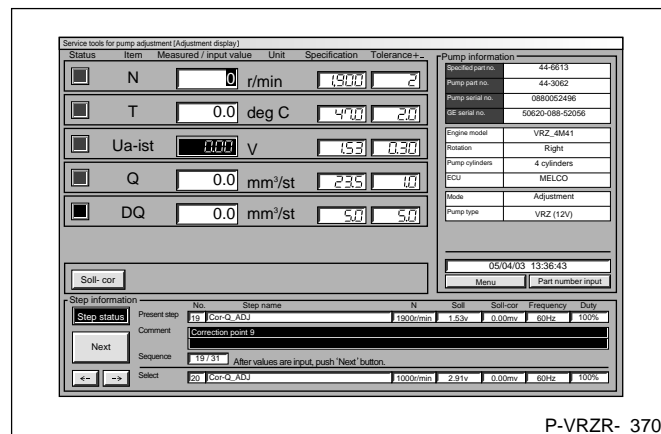 Service tools for pump adjustment [Adjustment display]
Status Item Measured / input value Unit Specification Tolerance+-
N 0 r/min 1,900 2
T 0.0 deg C 47.0 2.0
Ua-ist 0.00 V 1.53 0.30
Q 0.0 mm³/st 23.5 1.0
DQ 0.0 mm³/st 5.0 5.0
Soll- cor
Pump information
Specified part no. 44-6613
Pump part no. 44-3062
Pump serial no. 0880052496
GE serial no. 50620-088-52056
Engine model VRZ_4M41
Rotation Right
Pump cylinders 4 cylinders
ECU MELCO
Mode Adjustment
Pump type VRZ (12V)
05/04/03 13:36:43
Menu Part number input
Step information
No. Step name N Soll Soll-cor Frequency Duty
Step status Present step 19 Cor-Q_ADJ 1900r/min 1.53v 0.00mv 60Hz 100%
Comment Correction point 9
Next
Sequence 19 / 31 After values are input, push 'Next' button.
<- -> Select 20 Cor-Q_ADJ 1000r/min 2.91v 0.00mv 60Hz 100%
P-VRZR- 370